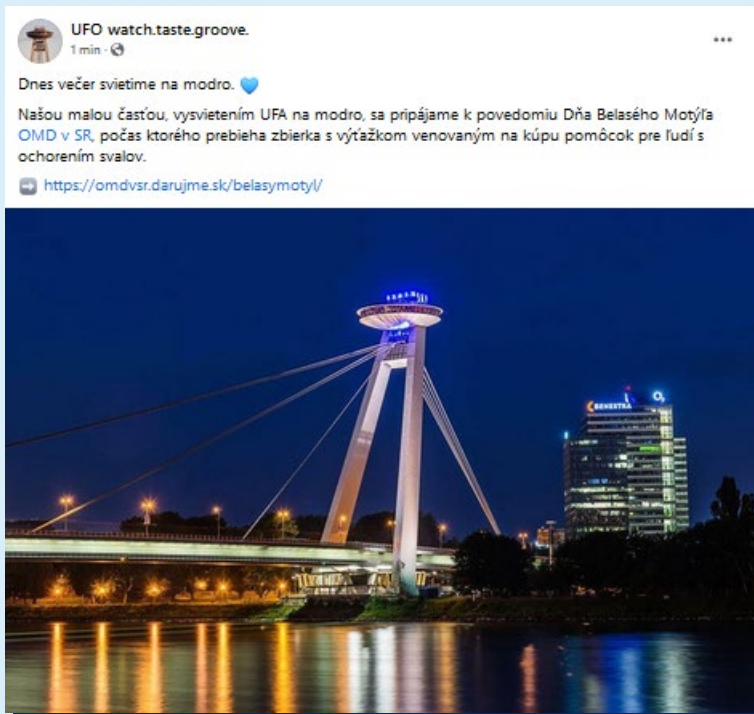 UFO watch.taste.groove.
1 min ·
Dnes večer svietime na modro. 💙
Našou malou časťou, vysvietením UFA na modro, sa pripájame k povedomiu Dňa Belasého Motýľa
OMD v SR, počas ktorého prebieha zbierka s výťažkom venovaným na kúpu pomôcok pre ľudí s
ochorením svalov.
➡️ https://omdvsr.darujme.sk/belasymotyl/
BENESTRA
O₂